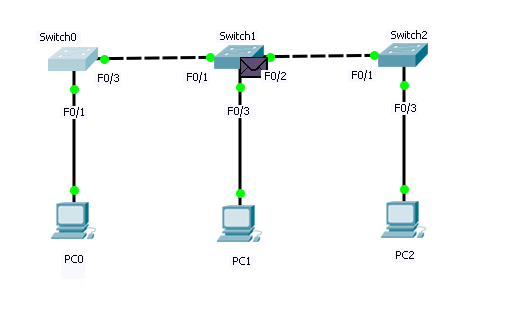 Switch0
Switch1
Switch2
F0/3
F0/1
F0/2
F0/1
F0/1
F0/3
F0/3
PC0
PC1
PC2